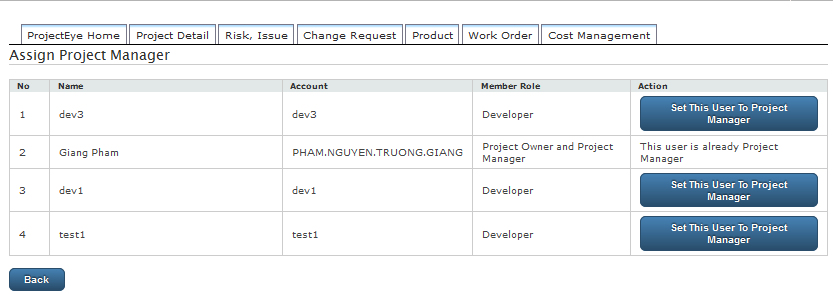 ProjectEye Home Project Detail Risk, Issue Change Request Product Work Order Cost Management
Assign Project Manager
No Name Account Member Role Action
1 dev3 dev3 Developer Set This User To Project Manager
2 Giang Pham PHAM.NGUYEN.TRUONG.GIANG Project Owner and Project Manager This user is already Project Manager
3 dev1 dev1 Developer Set This User To Project Manager
4 test1 test1 Developer Set This User To Project Manager
Back